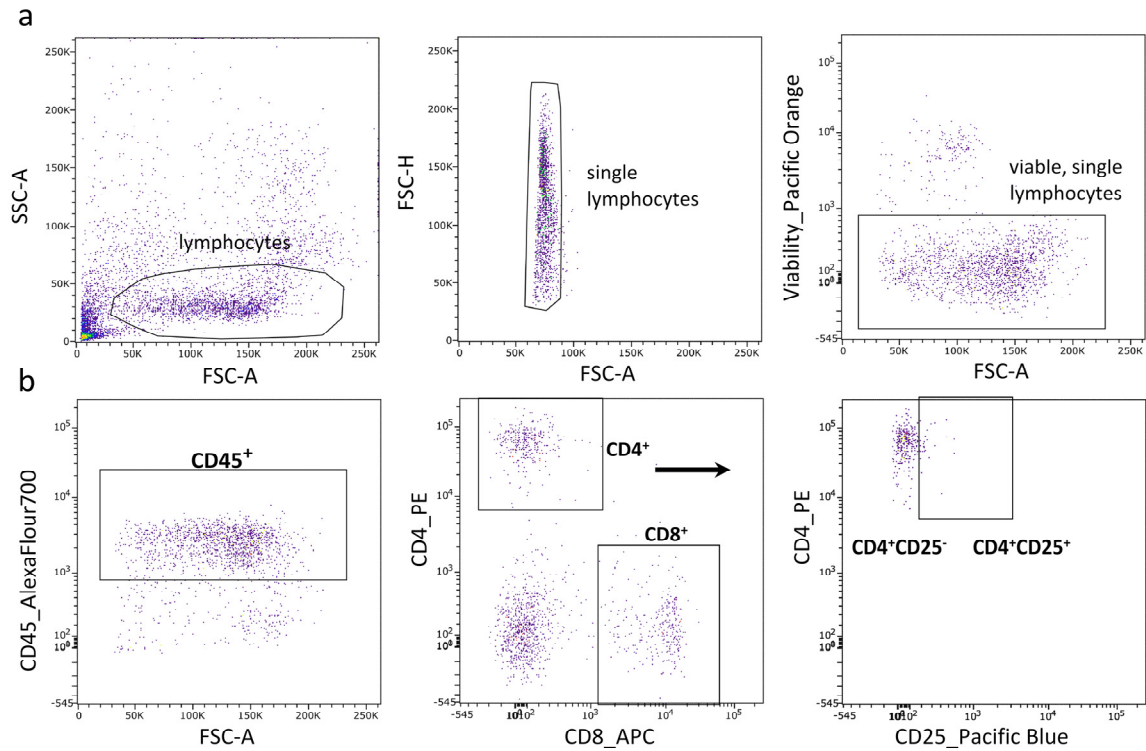 a
250K
200K
150K
100K
50K
0
SSC-A
lymphocytes
0 50K 100K 150K 200K 250K
FSC-A
250K
200K
150K
100K
50K
0
FSC-H
single
lymphocytes
0 50K 100K 150K 200K 250K
FSC-A
10^5
10^4
10^3
10^2
-545
Viability_Pacific Orange
viable, single
lymphocytes
0 50K 100K 150K 200K 250K
FSC-A
b
10^5
10^4
10^3
10^2
-545
CD45_AlexaFlour700
CD45+
0 50K 100K 150K 200K 250K
FSC-A
10^5
10^4
10^3
10^2
-545
CD4_PE
CD4+
CD8+
-545 10^2 10^3 10^4 10^5
CD8_APC
10^5
10^4
10^3
10^2
-545
CD4_PE
CD4+CD25- CD4+CD25+
-545 10^2 10^3 10^4 10^5
CD25_Pacific Blue